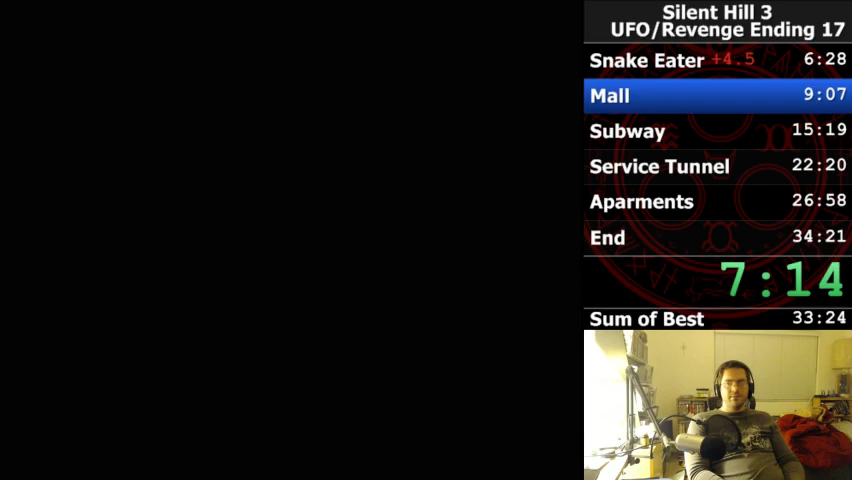 Silent Hill 3
UFO/Revenge Ending 17
Snake Eater +4.5 6:28
Mall 9:07
Subway 15:19
Service Tunnel 22:20
Aparments 26:58
End 34:21
7:14
Sum of Best 33:24